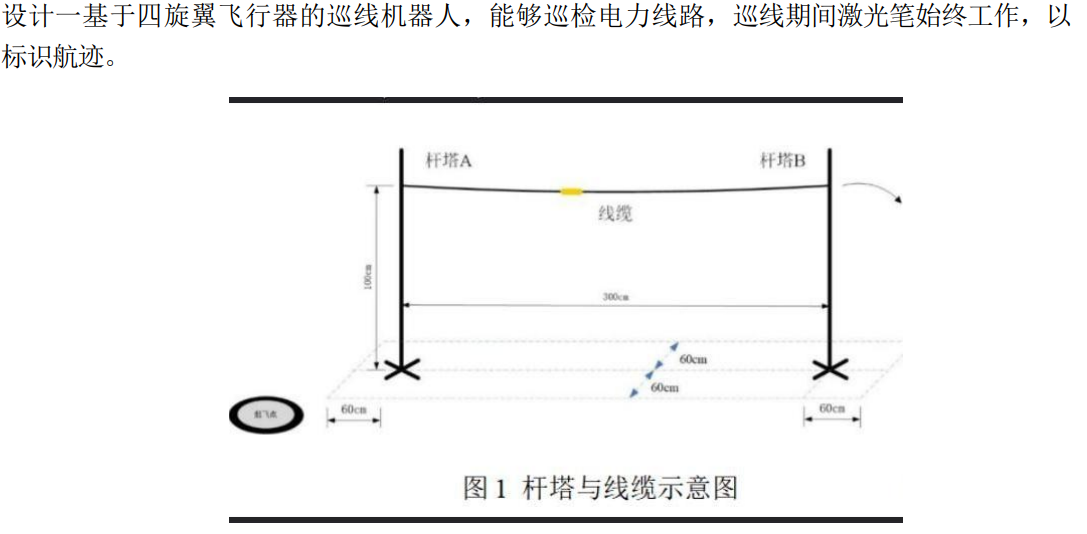 设计一基于四旋翼飞行器的巡线机器人，能够巡检电力线路，巡线期间激光笔始终工作，以
标识航迹。
杆塔A
杆塔B
线缆
100cm
300cm
60cm
60cm
起飞点
60cm
60cm
图 1 杆塔与线缆示意图